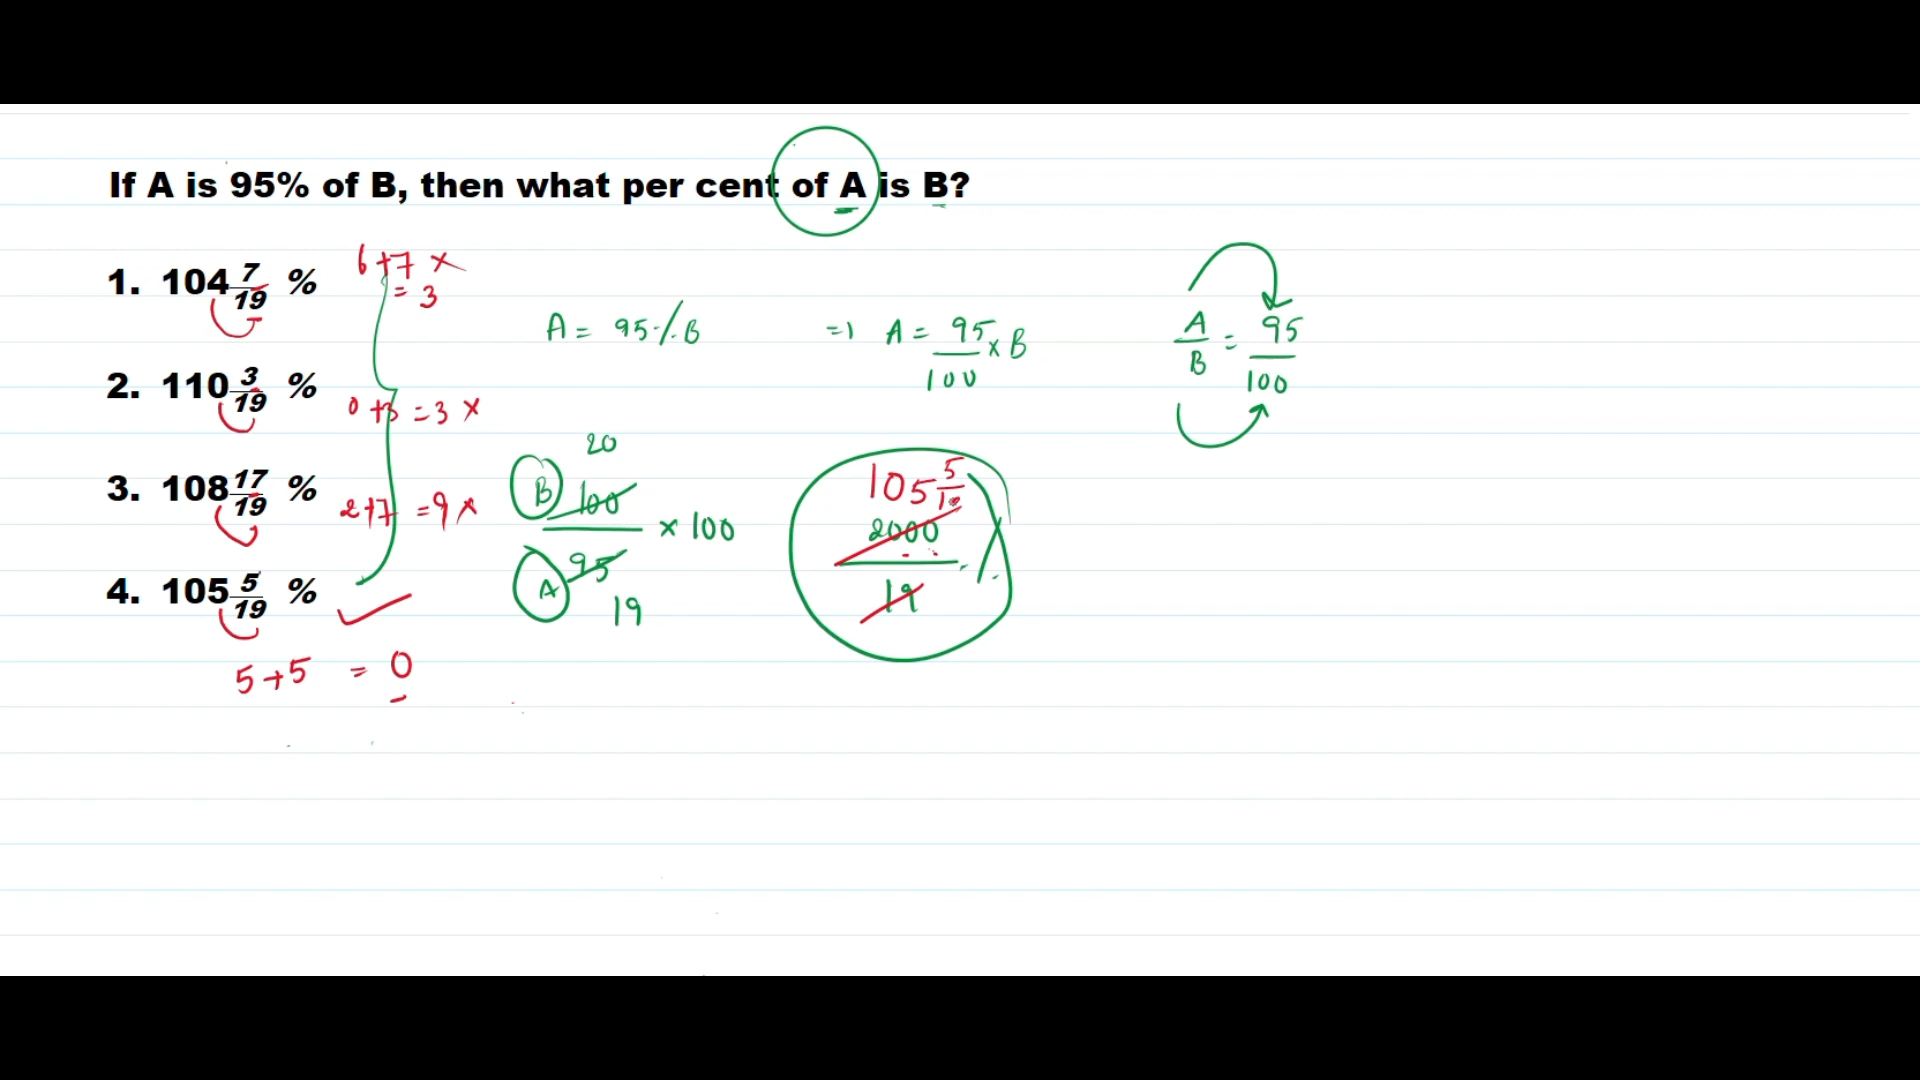 If A is 95% of B, then what per cent of A is B?
1. 104 7/19 %
6+7 ×
= 3
2. 110 3/19 %
0+3 = 3 ×
3. 108 17/19 %
2+7 = 9 ×
4. 105 5/19 %
5+5 = 0
A = 95% B
=) A = 95/100 × B
A/B = 95/100
20
B 100
A 95
× 100
19
105 5/19
2000/19 %